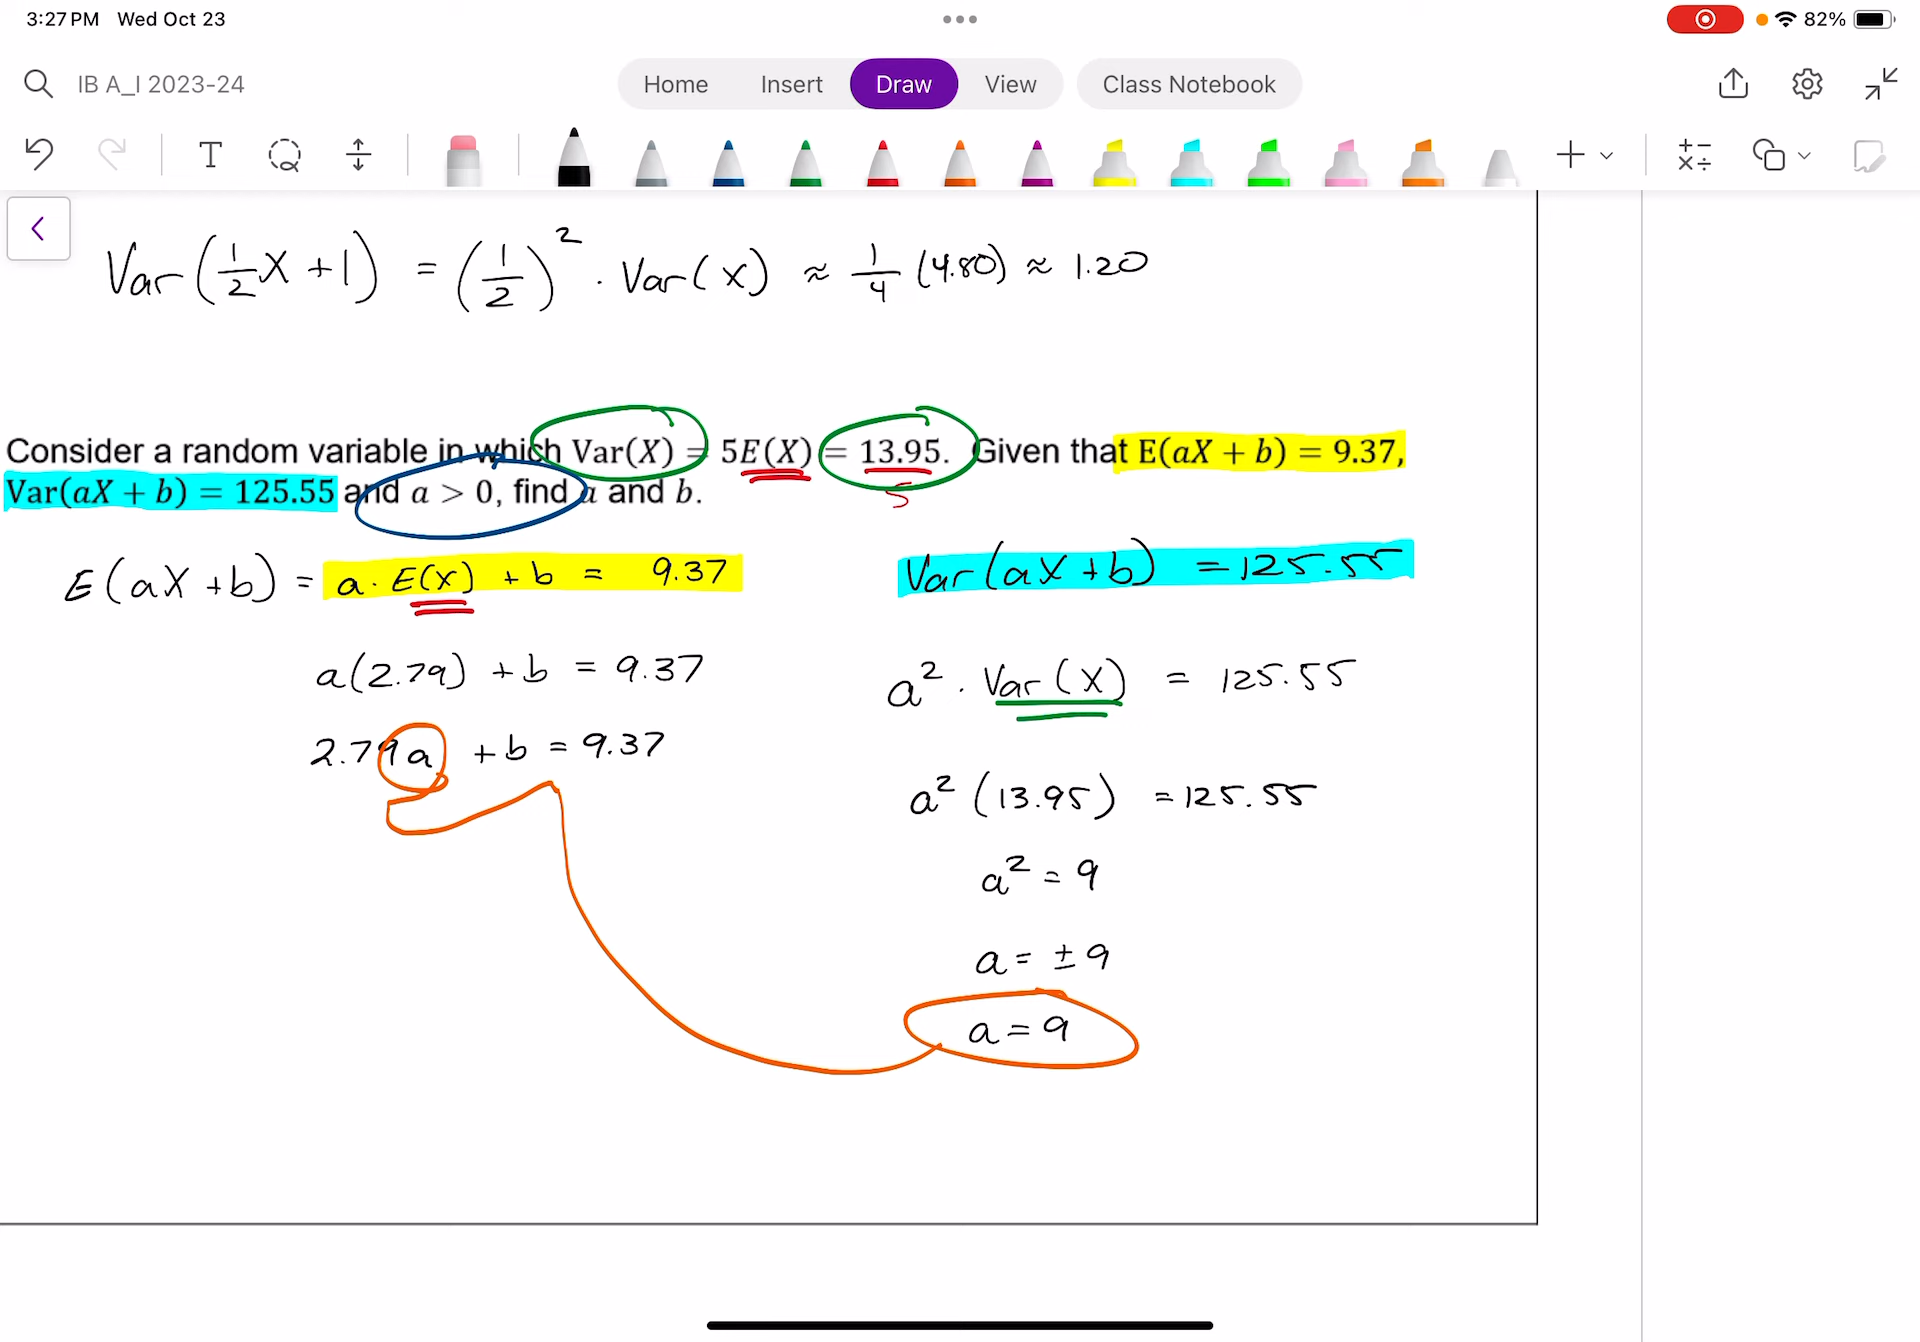 3:27 PM Wed Oct 23
82%
IB A_I 2023-24
Home Insert Draw View Class Notebook
Var(½X + 1) = (½)² · Var(x) ≈ ¼ (4.80) ≈ 1.20
Consider a random variable in which Var(X) = 5E(X) = 13.95. Given that E(aX + b) = 9.37,
Var(aX + b) = 125.55 and a > 0, find a and b.
5
E(aX + b) = a · E(x) + b = 9.37
Var(aX + b) = 125.55
a(2.79) + b = 9.37
a² · Var(X) = 125.55
2.79a + b = 9.37
a² (13.95) = 125.55
a² = 9
a = ± 9
a = 9